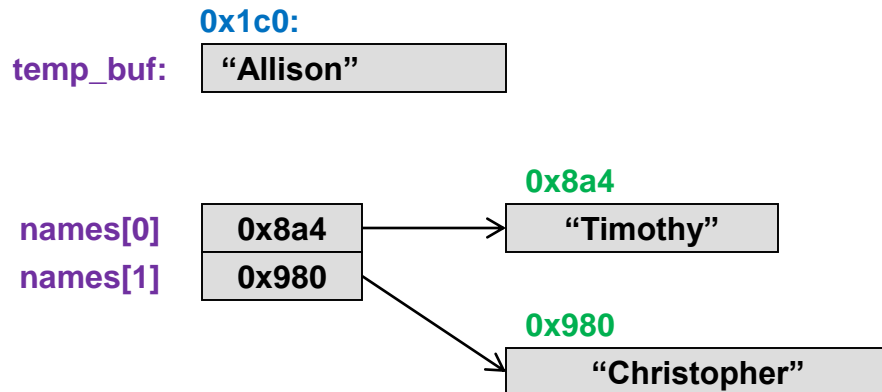 0x1c0:
temp_buf: “Allison”
0x8a4
names[0] 0x8a4 “Timothy”
names[1] 0x980
0x980
“Christopher”